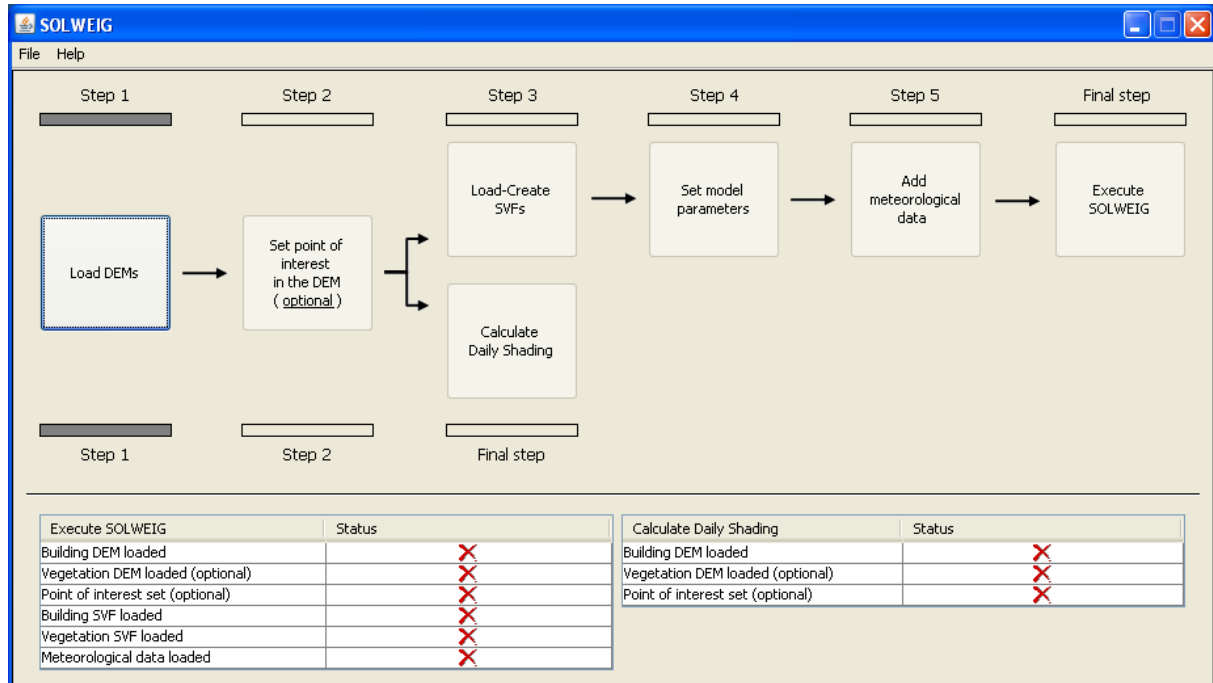 SOLWEIG
File Help
Step 1 Step 2 Step 3 Step 4 Step 5 Final step
Load DEMs
Set point of
interest
in the DEM
( optional )
Load-Create
SVFs
Calculate
Daily Shading
Set model
parameters
Add
meteorological
data
Execute
SOLWEIG
Step 1 Step 2 Final step
Execute SOLWEIG Status
Building DEM loaded
Vegetation DEM loaded (optional)
Point of interest set (optional)
Building SVF loaded
Vegetation SVF loaded
Meteorological data loaded
Calculate Daily Shading Status
Building DEM loaded
Vegetation DEM loaded (optional)
Point of interest set (optional)